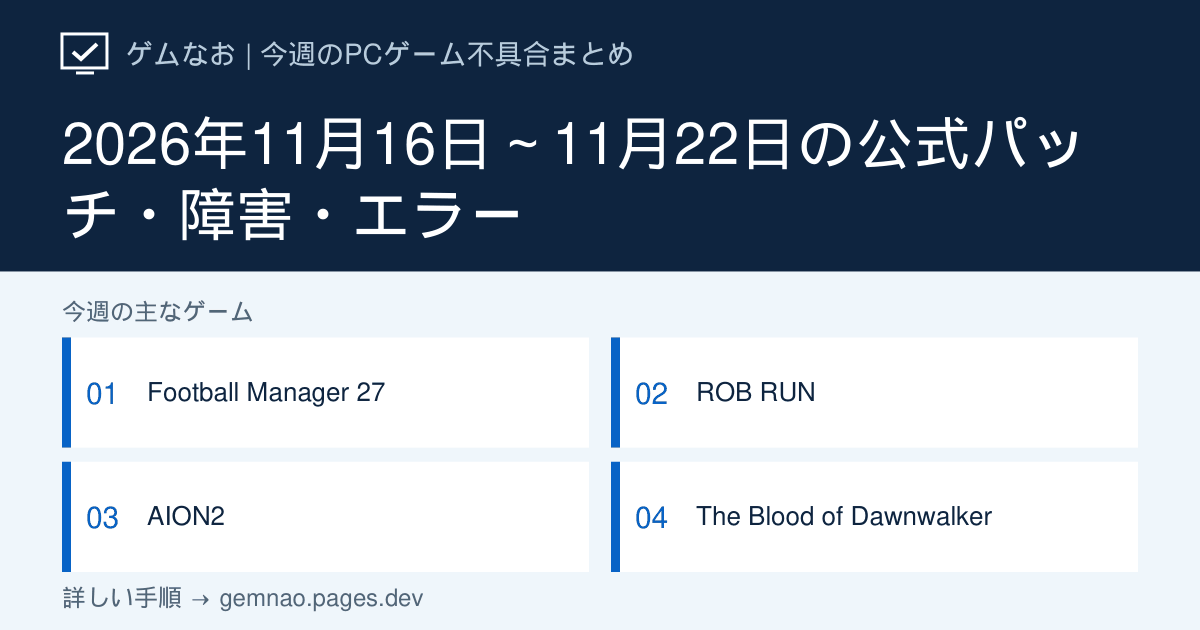 ゲムなお | 今週のPCゲーム不具合まとめ
2026年11月16日 ~ 11月22日の公式パッ
チ・障害・エラー
今週の主なゲーム
01 Football Manager 27
02 ROB RUN
03 AION2
04 The Blood of Dawnwalker
詳しい手順 → gemnao.pages.dev